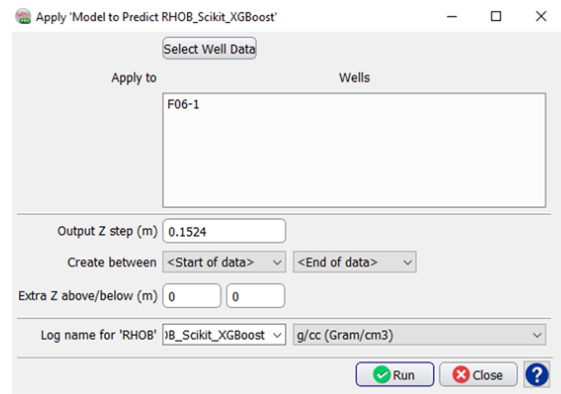 Apply 'Model to Predict RHOB_Scikit_XGBoost'
Select Well Data
Apply to Wells
F06-1
Output Z step (m) 0.1524
Create between <Start of data> <End of data>
Extra Z above/below (m) 0 0
Log name for 'RHOB' )B_Scikit_XGBoost g/cc (Gram/cm3)
Run Close ?